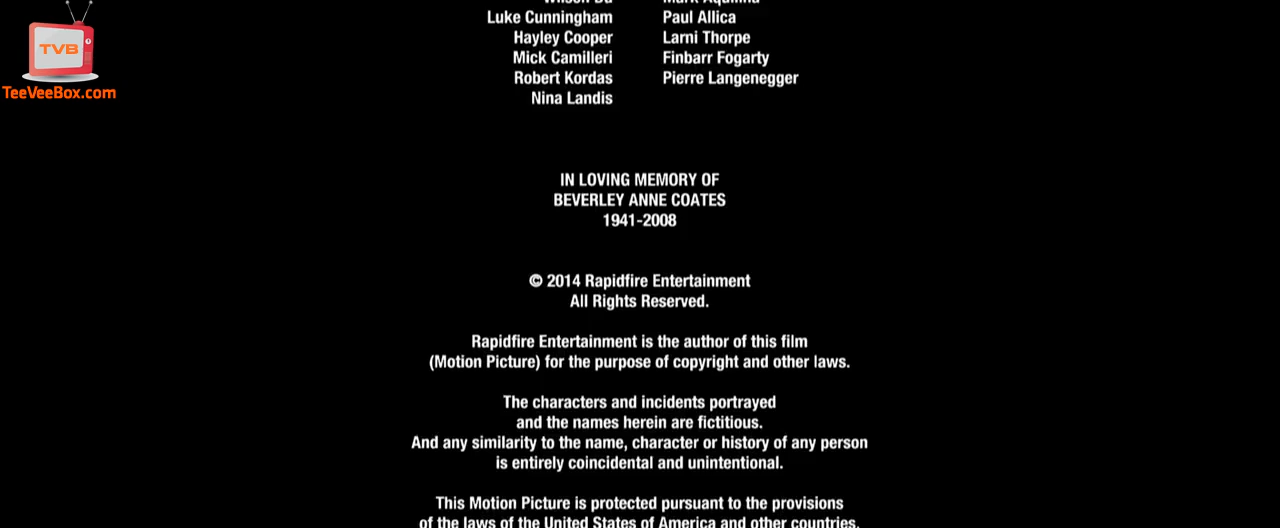 TVB
TeeVeeBox.com
Luke Cunningham Paul Allica
Hayley Cooper Larni Thorpe
Mick Camilleri Finbarr Fogarty
Robert Kordas Pierre Langenegger
Nina Landis
IN LOVING MEMORY OF
BEVERLEY ANNE COATES
1941-2008
© 2014 Rapidfire Entertainment
All Rights Reserved.
Rapidfire Entertainment is the author of this film
(Motion Picture) for the purpose of copyright and other laws.
The characters and incidents portrayed
and the names herein are fictitious.
And any similarity to the name, character or history of any person
is entirely coincidental and unintentional.
This Motion Picture is protected pursuant to the provisions
of the laws of the United States of America and other countries.